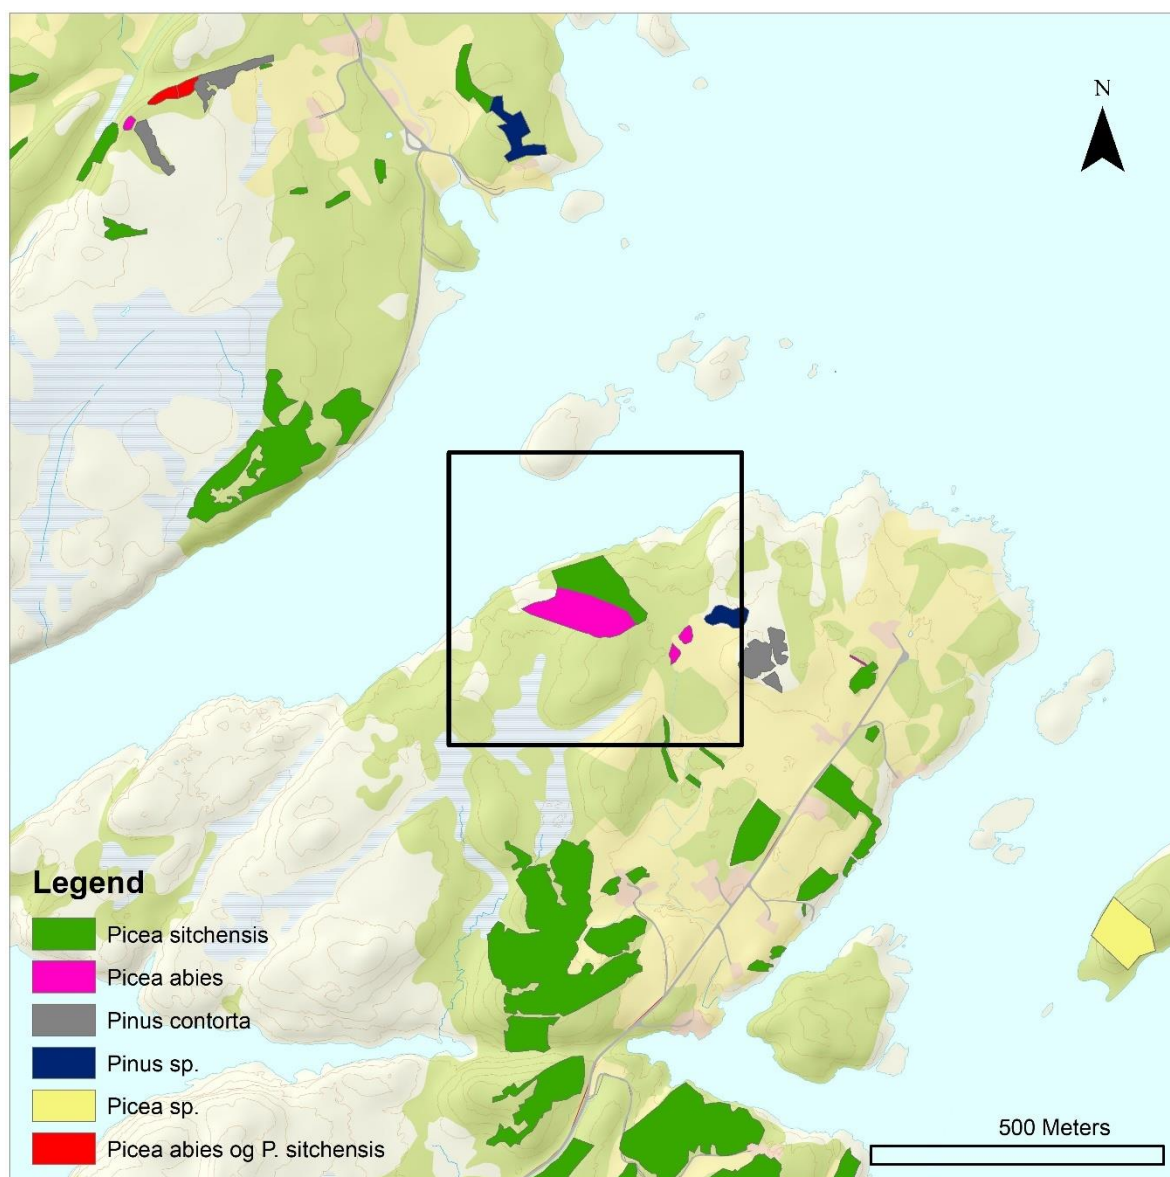 N
Legend
Picea sitchensis
Picea abies
Pinus contorta
Pinus sp.
Picea sp.
Picea abies og P. sitchensis
500 Meters